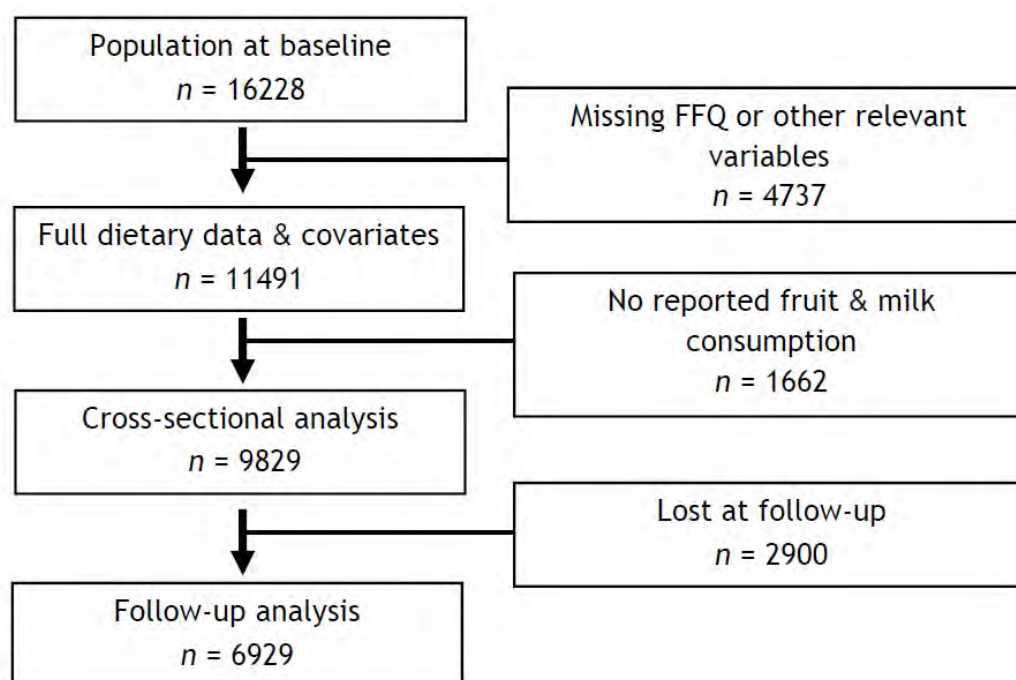 Population at baseline
n = 16228
Missing FFQ or other relevant
variables
n = 4737
Full dietary data & covariates
n = 11491
No reported fruit & milk
consumption
n = 1662
Cross-sectional analysis
n = 9829
Lost at follow-up
n = 2900
Follow-up analysis
n = 6929